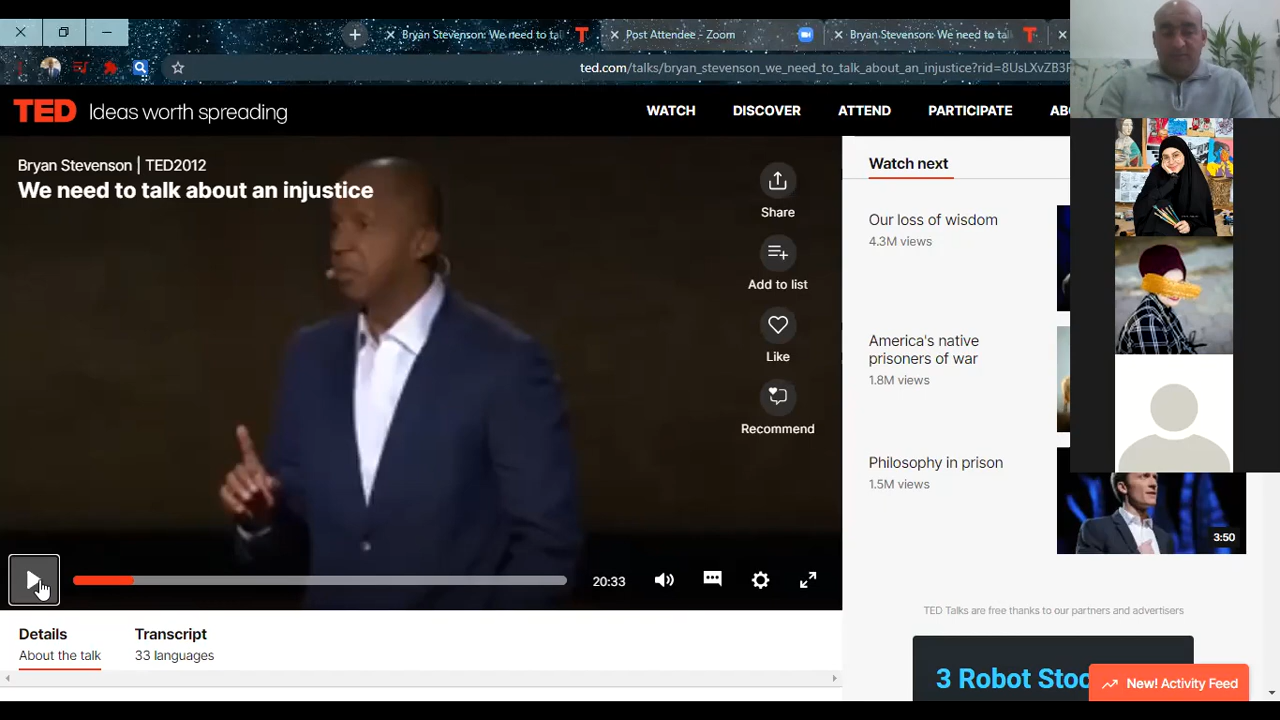 Bryan Stevenson: We need to tal
Post Attendee - Zoom
Bryan Stevenson: We need to tal
ted.com/talks/bryan_stevenson_we_need_to_talk_about_an_injustice?rid=8UsLXvZB3F
TED Ideas worth spreading
WATCH DISCOVER ATTEND PARTICIPATE AB
Bryan Stevenson | TED2012
We need to talk about an injustice
Share
Add to list
Like
Recommend
20:33
Watch next
Our loss of wisdom
4.3M views
America's native
prisoners of war
1.8M views
Philosophy in prison
1.5M views
3:50
TED Talks are free thanks to our partners and advertisers
3 Robot Stoc
New! Activity Feed
Details
About the talk
Transcript
33 languages